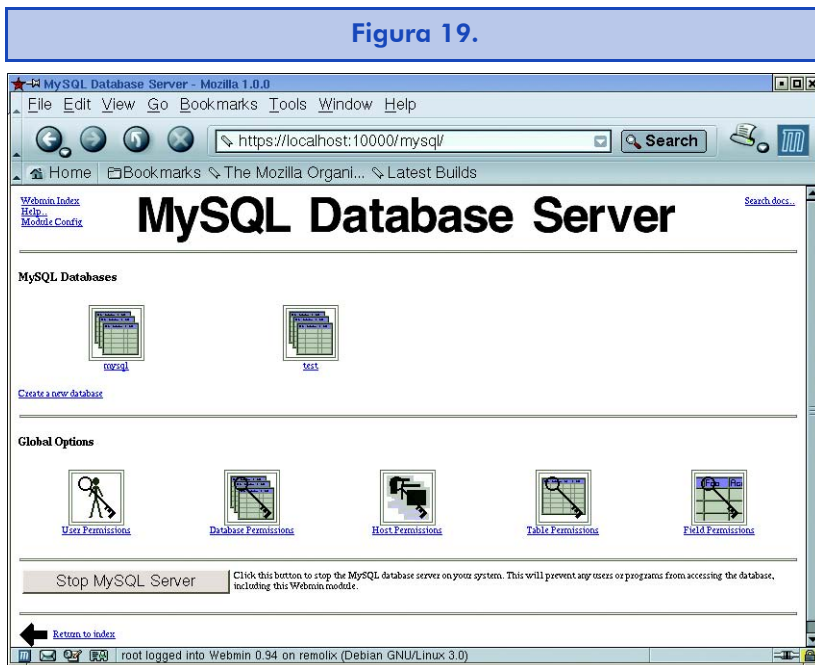 Figura 19.
MySQL Database Server - Mozilla 1.0.0
File Edit View Go Bookmarks Tools Window Help
https://localhost:10000/mysql/
Search
Home Bookmarks The Mozilla Organi... Latest Builds
Webmin Index
Help..
Module Config
MySQL Database Server
Search docs..
MySQL Databases
mysql
test
Create a new database
Global Options
User Permissions
Database Permissions
Host Permissions
Table Permissions
Field Permissions
Stop MySQL Server
Click this button to stop the MySQL database server on your system. This will prevent any users or programs from accessing the database,
including this Webmin module.
Return to index
root logged into Webmin 0.94 on remolix (Debian GNU/Linux 3.0)